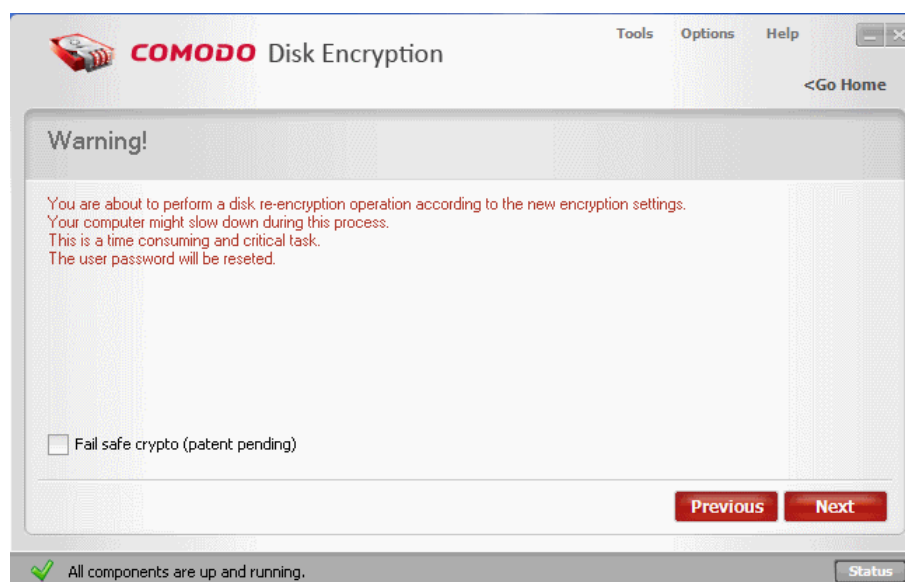 COMODO Disk Encryption
Tools Options Help
<Go Home
Warning!
You are about to perform a disk re-encryption operation according to the new encryption settings.
Your computer might slow down during this process.
This is a time consuming and critical task.
The user password will be reseted.
Fail safe crypto (patent pending)
Previous Next
All components are up and running.
Status